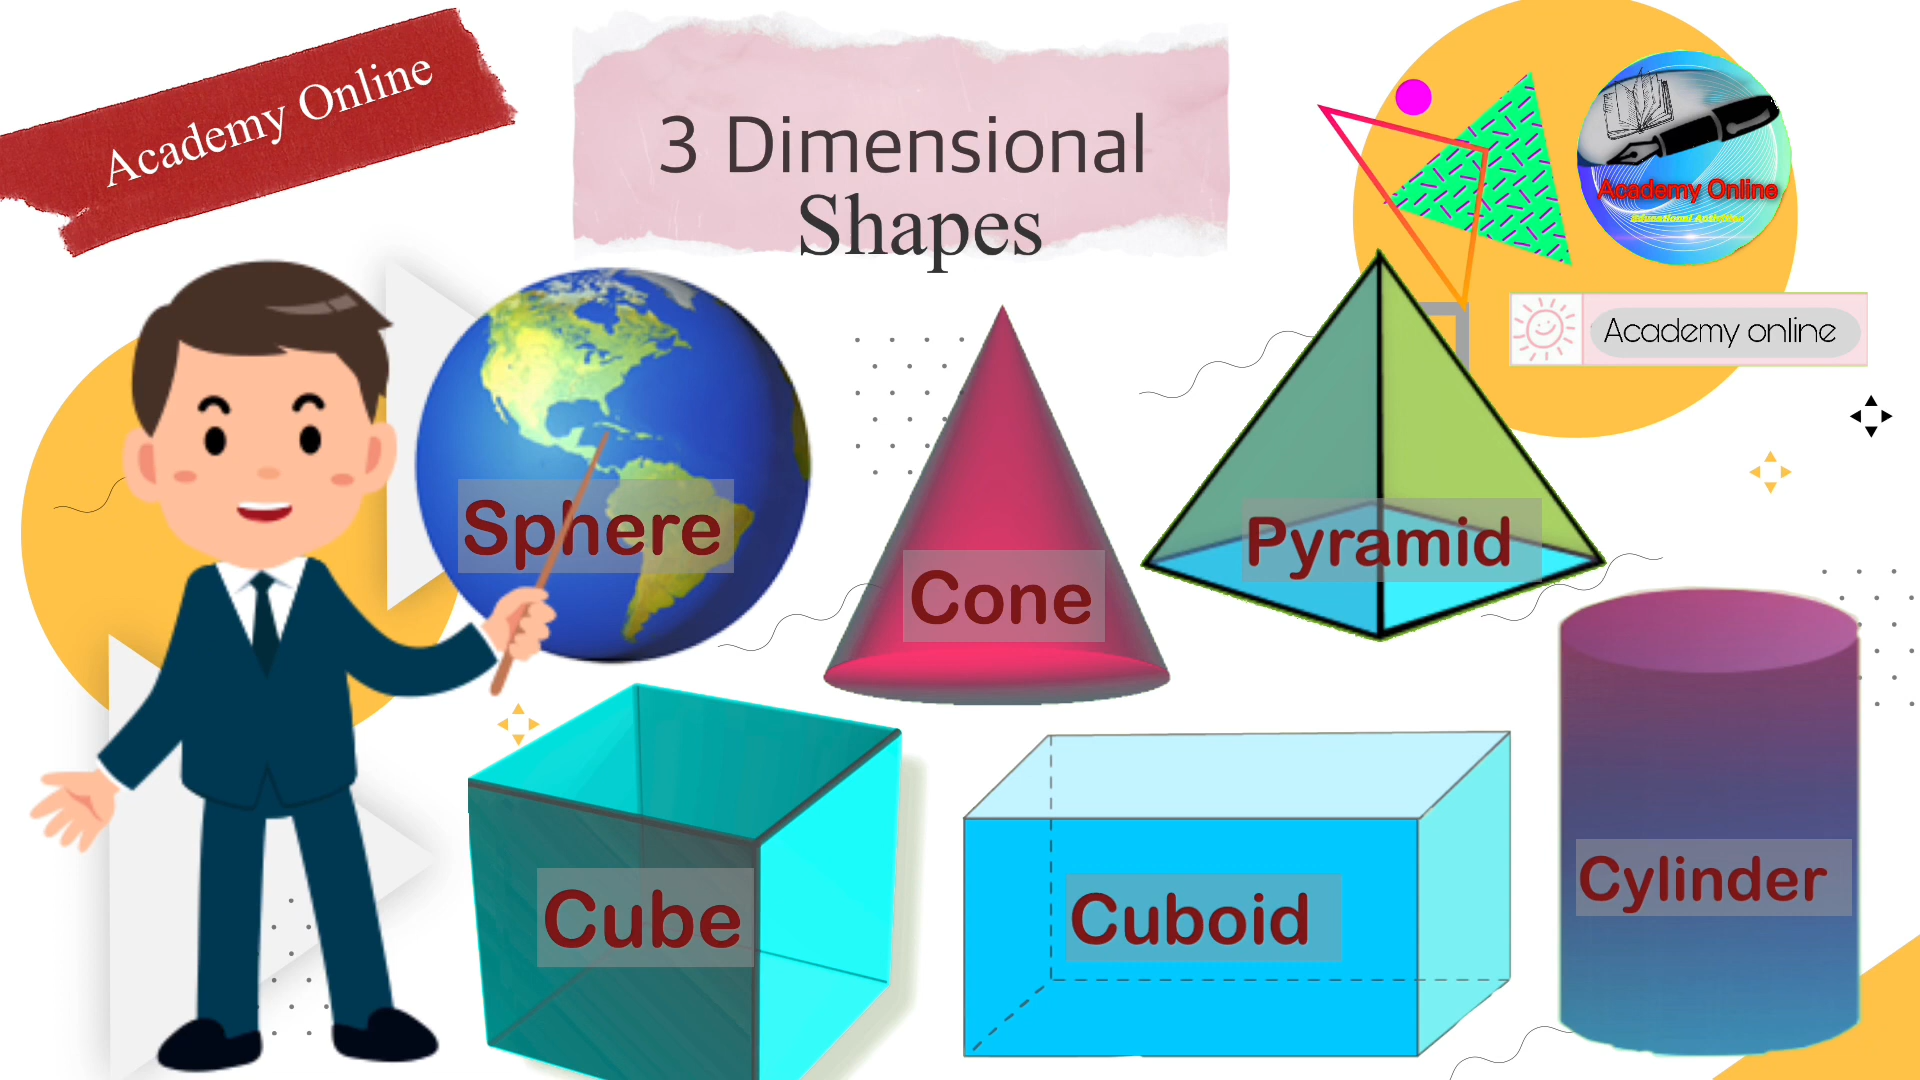 Academy Online
3 Dimensional
Shapes
Academy Online
Academy online
Sphere
Cone
Pyramid
Cube
Cuboid
Cylinder